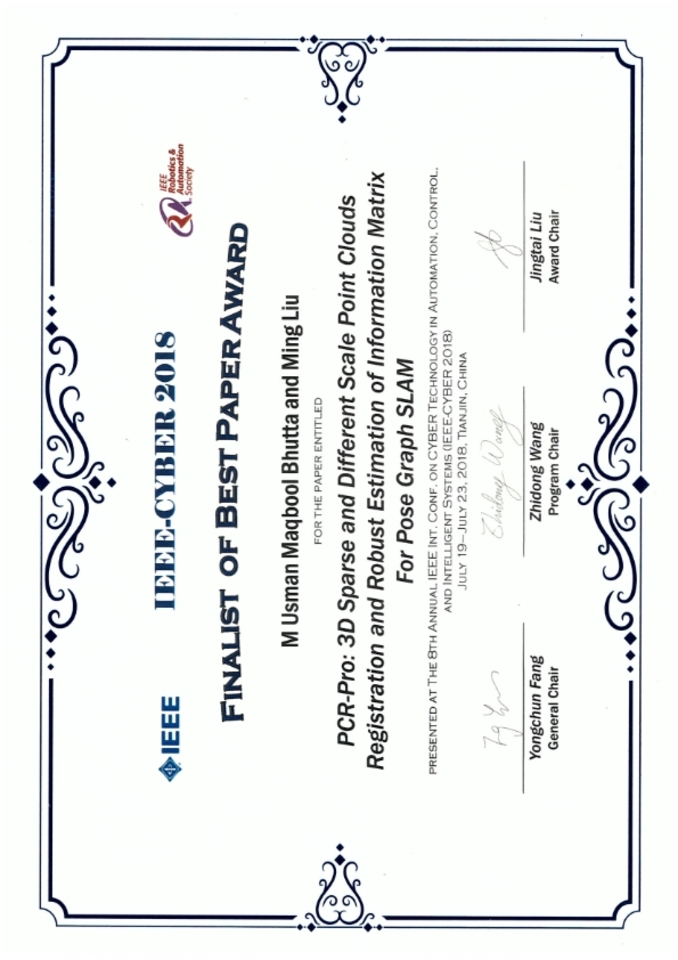 IEEE
IEEE-CYBER 2018
IEEE
Robotics &
Automation
Society
FINALIST OF BEST PAPER AWARD
M Usman Maqbool Bhutta and Ming Liu
FOR THE PAPER ENTITLED
PCR-Pro: 3D Sparse and Different Scale Point Clouds
Registration and Robust Estimation of Information Matrix
For Pose Graph SLAM
PRESENTED AT THE 8TH ANNUAL IEEE INT. CONF. ON CYBER TECHNOLOGY IN AUTOMATION, CONTROL,
AND INTELLIGENT SYSTEMS (IEEE-CYBER 2018)
JULY 19–JULY 23, 2018, TIANJIN, CHINA
Zhidong Wang
Yongchun Fang
General Chair
Zhidong Wang
Program Chair
Jingtai Liu
Award Chair